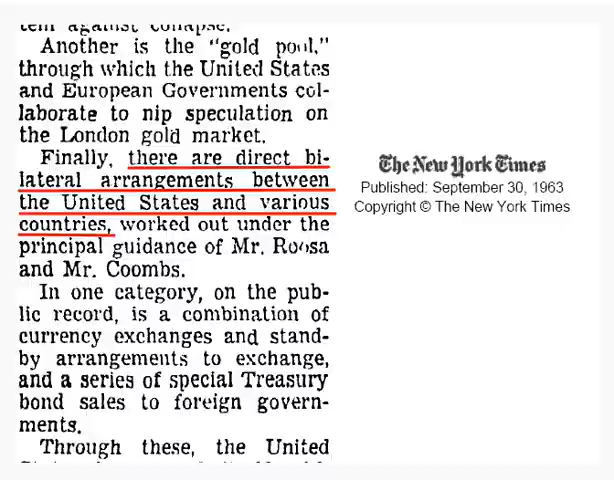 tem against collapse.
Another is the "gold pool,"
through which the United States
and European Governments col-
laborate to nip speculation on
the London gold market.
Finally, there are direct bi-
lateral arrangements between
the United States and various
countries, worked out under the
principal guidance of Mr. Roosa
and Mr. Coombs.
In one category, on the pub-
lic record, is a combination of
currency exchanges and stand-
by arrangements to exchange,
and a series of special Treasury
bond sales to foreign govern-
ments.
Through these, the United
The New York Times
Published: September 30, 1963
Copyright © The New York Times